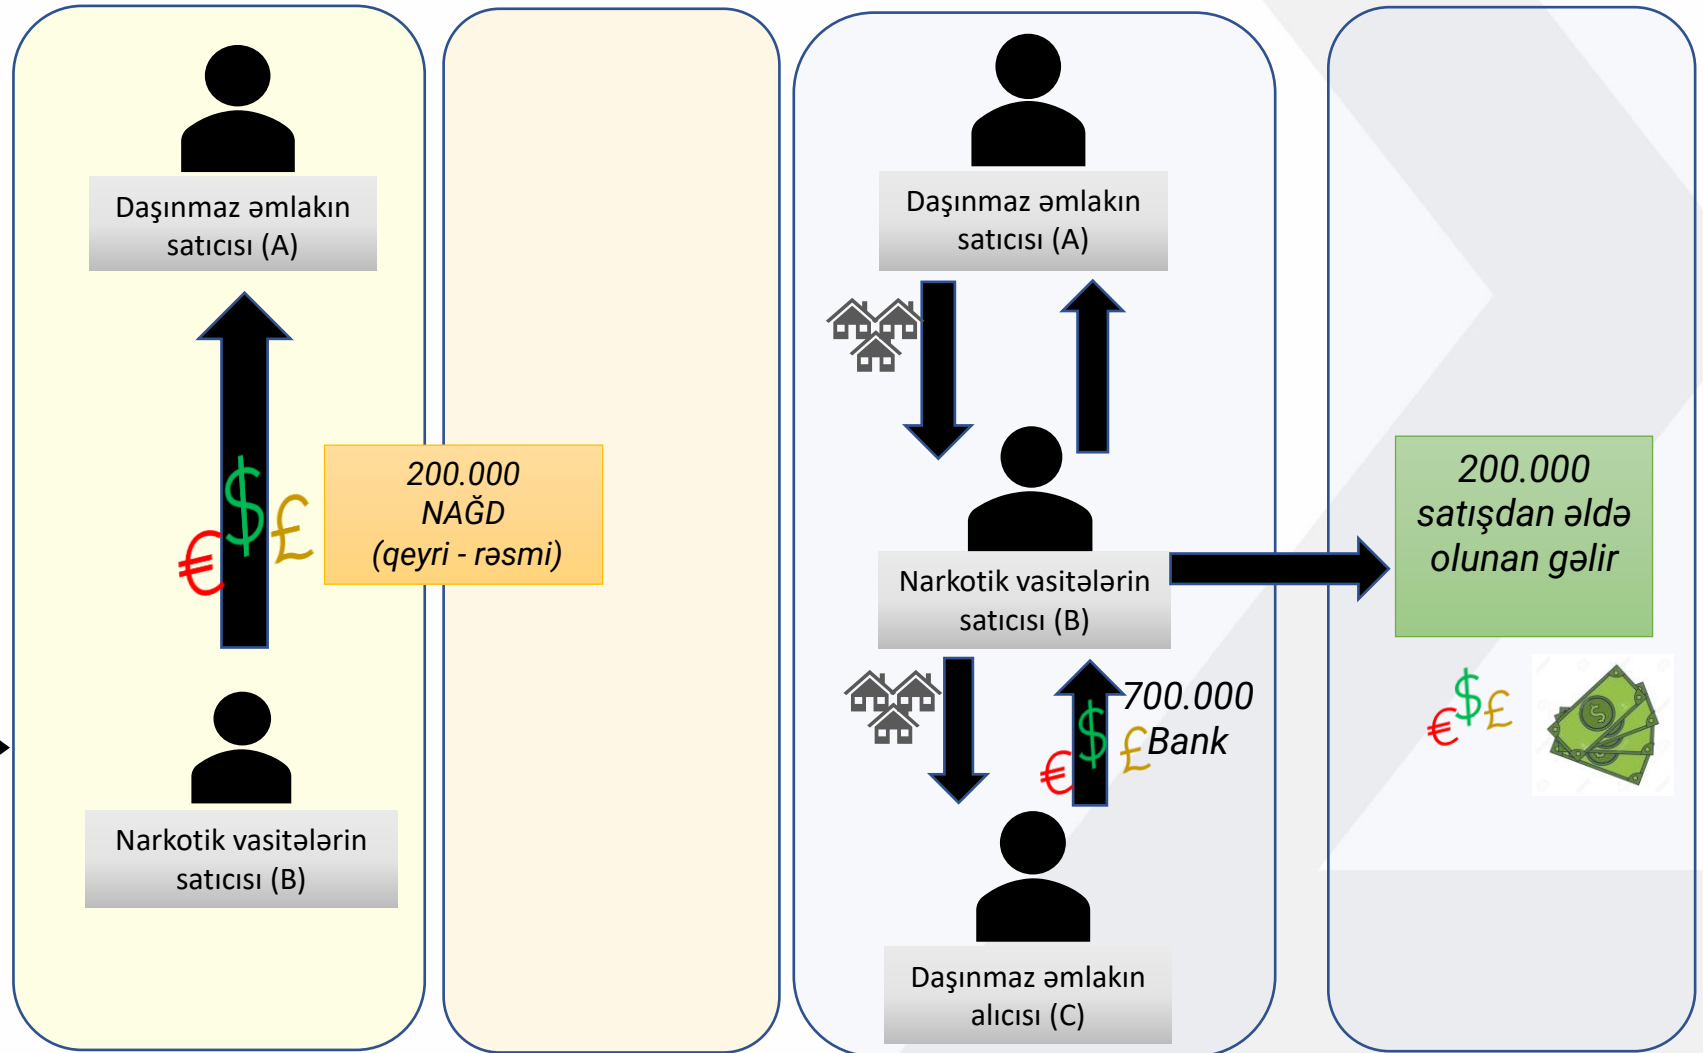 Daşınmaz əmlakın
satıcısı (A)
200.000
NAĞD
(qeyri - rəsmi)
€ $ £
Narkotik vasitələrin
satıcısı (B)
Daşınmaz əmlakın
satıcısı (A)
Narkotik vasitələrin
satıcısı (B)
700.000
Bank
€ $ £
Daşınmaz əmlakın
alıcısı (C)
200.000
satışdan əldə
olunan gəlir
€ $ £